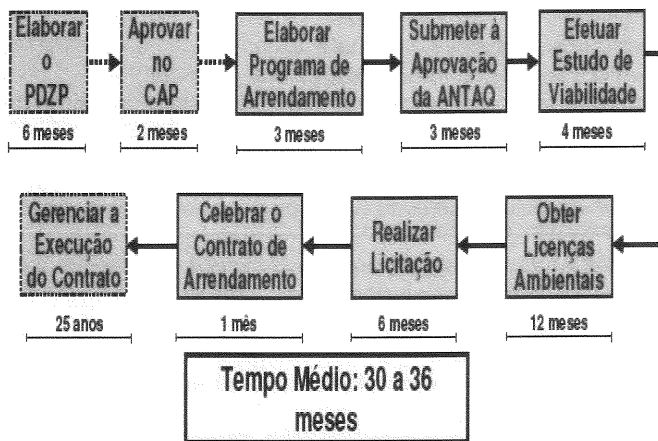 Elaborar
o
PDZP
6 meses
Aprovar
no
CAP
2 meses
Elaborar
Programa de
Arrendamento
3 meses
Submeter à
Aprovação
da ANTAQ
3 meses
Efetuar
Estudo de
Viabilidade
4 meses
Gerenciar a
Execução
do Contrato
25 anos
Celebrar o
Contrato de
Arrendamento
1 mês
Realizar
Licitação
6 meses
Obter
Licenças
Ambientais
12 meses
Tempo Médio: 30 a 36
meses